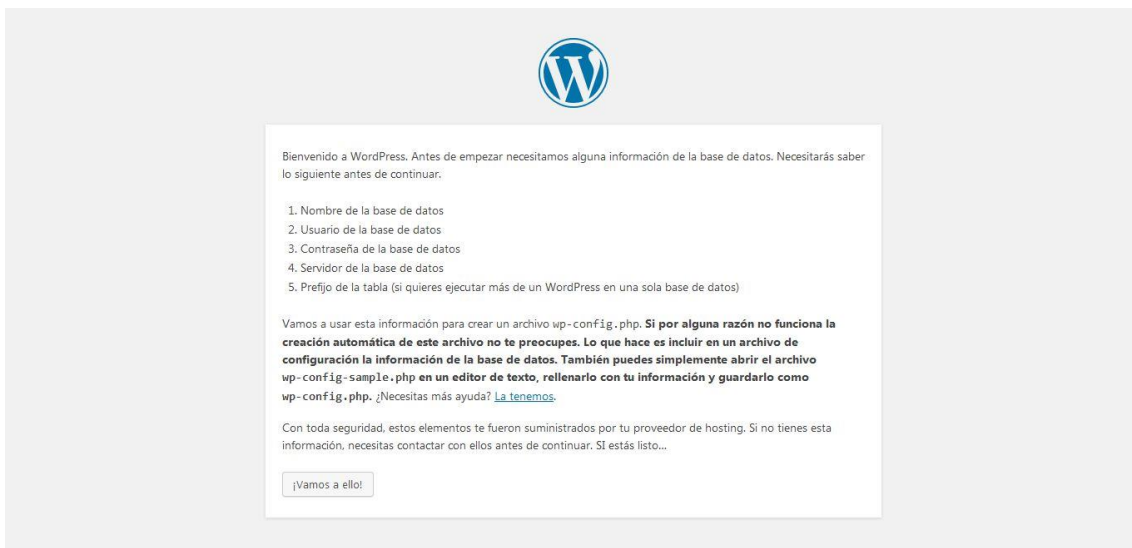 Bienvenido a WordPress. Antes de empezar necesitamos alguna información de la base de datos. Necesitarás saber
lo siguiente antes de continuar.
1. Nombre de la base de datos
2. Usuario de la base de datos
3. Contraseña de la base de datos
4. Servidor de la base de datos
5. Prefijo de la tabla (si quieres ejecutar más de un WordPress en una sola base de datos)
Vamos a usar esta información para crear un archivo wp-config.php. Si por alguna razón no funciona la
creación automática de este archivo no te preocupes. Lo que hace es incluir en un archivo de
configuración la información de la base de datos. También puedes simplemente abrir el archivo
wp-config-sample.php en un editor de texto, rellenarlo con tu información y guardarlo como
wp-config.php. ¿Necesitas más ayuda? La tenemos.
Con toda seguridad, estos elementos te fueron suministrados por tu proveedor de hosting. Si no tienes esta
información, necesitas contactar con ellos antes de continuar. SI estás listo...
¡Vamos a ello!